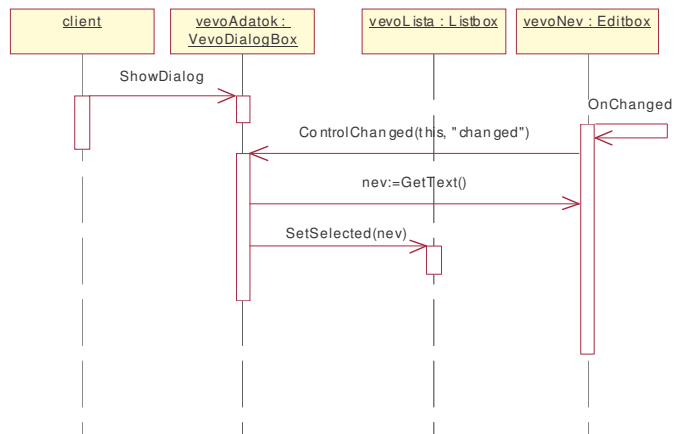 client
vevoAdatok :
VevoDialogBox
vevoLista : Listbox
vevoNev : Editbox
ShowDialog
OnChanged
ControlChanged(this, "changed")
nev:=GetText()
SetSelected(nev)